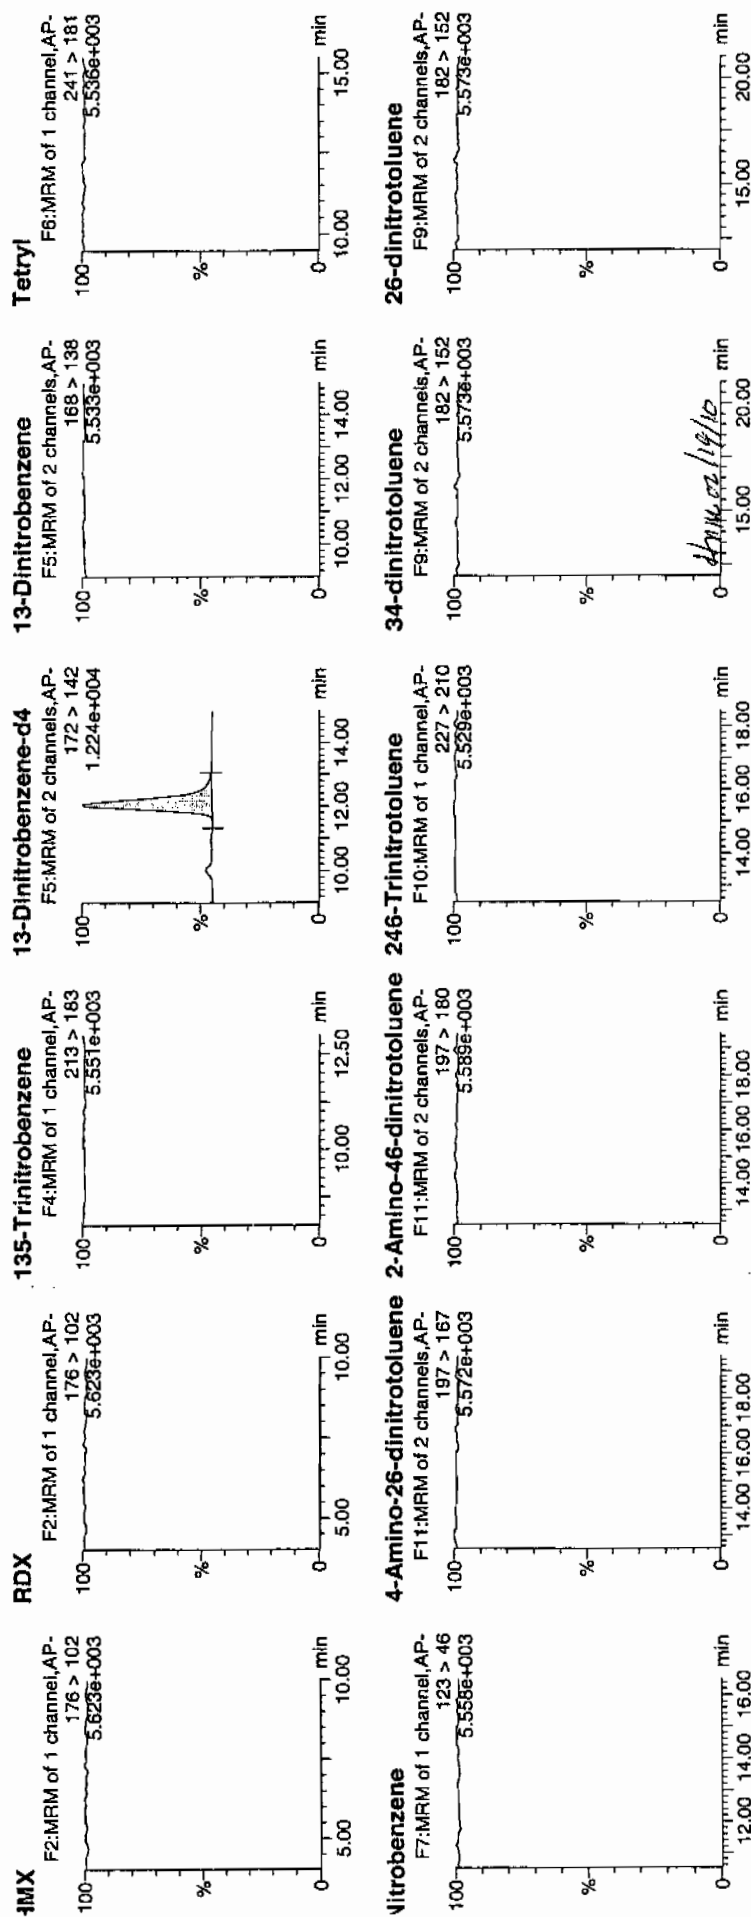 HMX
F2:MRM of 1 channel,AP-
176 > 102
5.623e+003
100
%
0
5.00 10.00 min
RDX
F2:MRM of 1 channel,AP-
176 > 102
5.623e+003
100
%
0
5.00 10.00 min
135-Trinitrobenzene
F4:MRM of 1 channel,AP-
213 > 183
5.551e+003
100
%
0
10.00 12.50 min
13-Dinitrobenzene-d4
F5:MRM of 2 channels,AP-
172 > 142
1.224e+004
100
%
0
10.00 12.00 14.00 min
13-Dinitrobenzene
F5:MRM of 2 channels,AP-
168 > 138
5.533e+003
100
%
0
10.00 12.00 14.00 min
Tetryl
F6:MRM of 1 channel,AP-
241 > 181
5.536e+003
100
%
0
10.00 15.00 min
Nitrobenzene
F7:MRM of 1 channel,AP-
123 > 46
5.558e+003
100
%
0
12.00 14.00 16.00 min
4-Amino-26-dinitrotoluene
F11:MRM of 2 channels,AP-
197 > 167
5.572e+003
100
%
0
14.00 16.00 18.00 min
2-Amino-46-dinitrotoluene
F11:MRM of 2 channels,AP-
197 > 180
5.589e+003
100
%
0
14.00 16.00 18.00 min
246-Trinitrotoluene
F10:MRM of 1 channel,AP-
227 > 210
5.529e+003
100
%
0
14.00 16.00 18.00 min
34-dinitrotoluene
F9:MRM of 2 channels,AP-
182 > 152
5.573e+003
100
%
02/19/10
0
15.00 20.00 min
26-dinitrotoluene
F9:MRM of 2 channels,AP-
182 > 152
5.573e+003
100
%
0
15.00 20.00 min